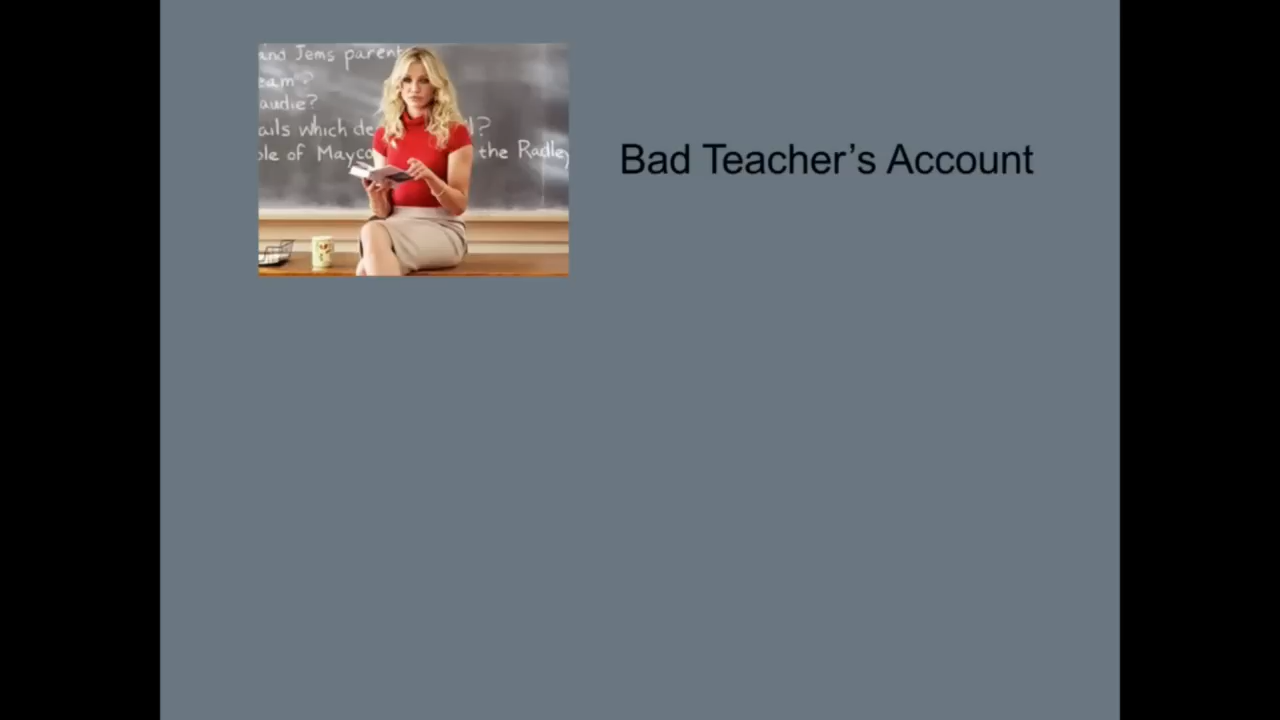 and Jems parent
eam?
audie?
ails which de l?
ole of Mayco the Radley
Bad Teacher’s Account